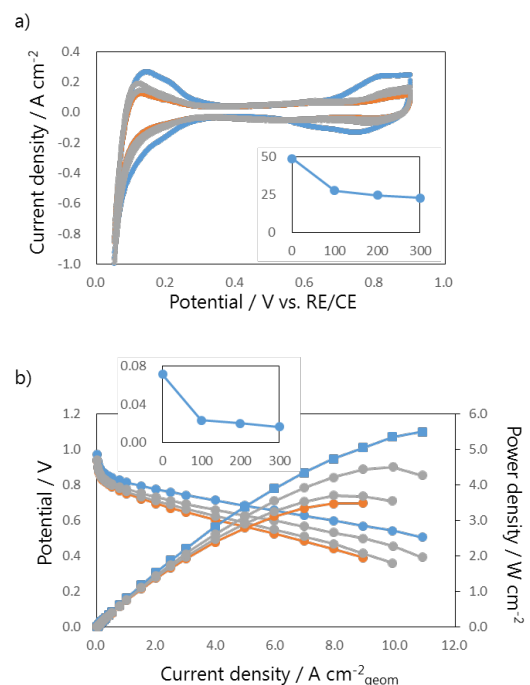 a)
0.4
0.2
0.0
-0.2
-0.4
-0.6
-0.8
-1.0
Current density / A cm-2
50
25
0
0 100 200 300
0.0 0.2 0.4 0.6 0.8 1.0
Potential / V vs. RE/CE
b)
0.08
0.04
0.00
0 100 200 300
1.2
1.0
0.8
0.6
0.4
0.2
0.0
Potential / V
6.0
5.0
4.0
3.0
2.0
1.0
0.0
Power density / W cm-2
0.0 2.0 4.0 6.0 8.0 10.0 12.0
Current density / A cm-2geom